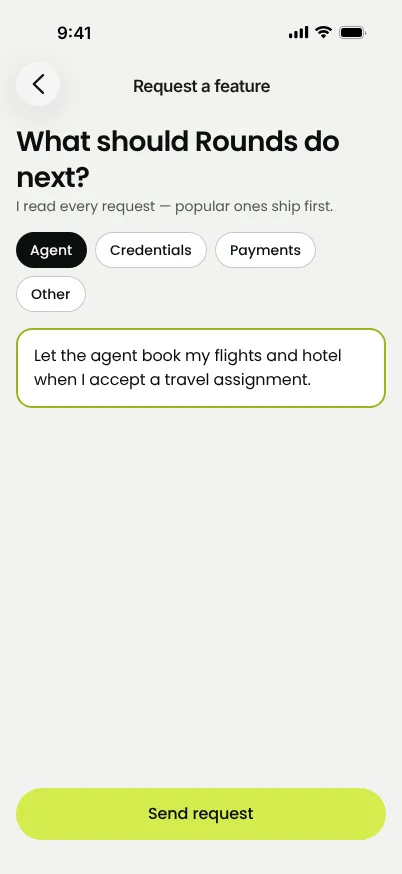 9:41
Request a feature
What should Rounds do
next?
I read every request — popular ones ship first.
Agent
Credentials
Payments
Other
Let the agent book my flights and hotel
when I accept a travel assignment.
Send request